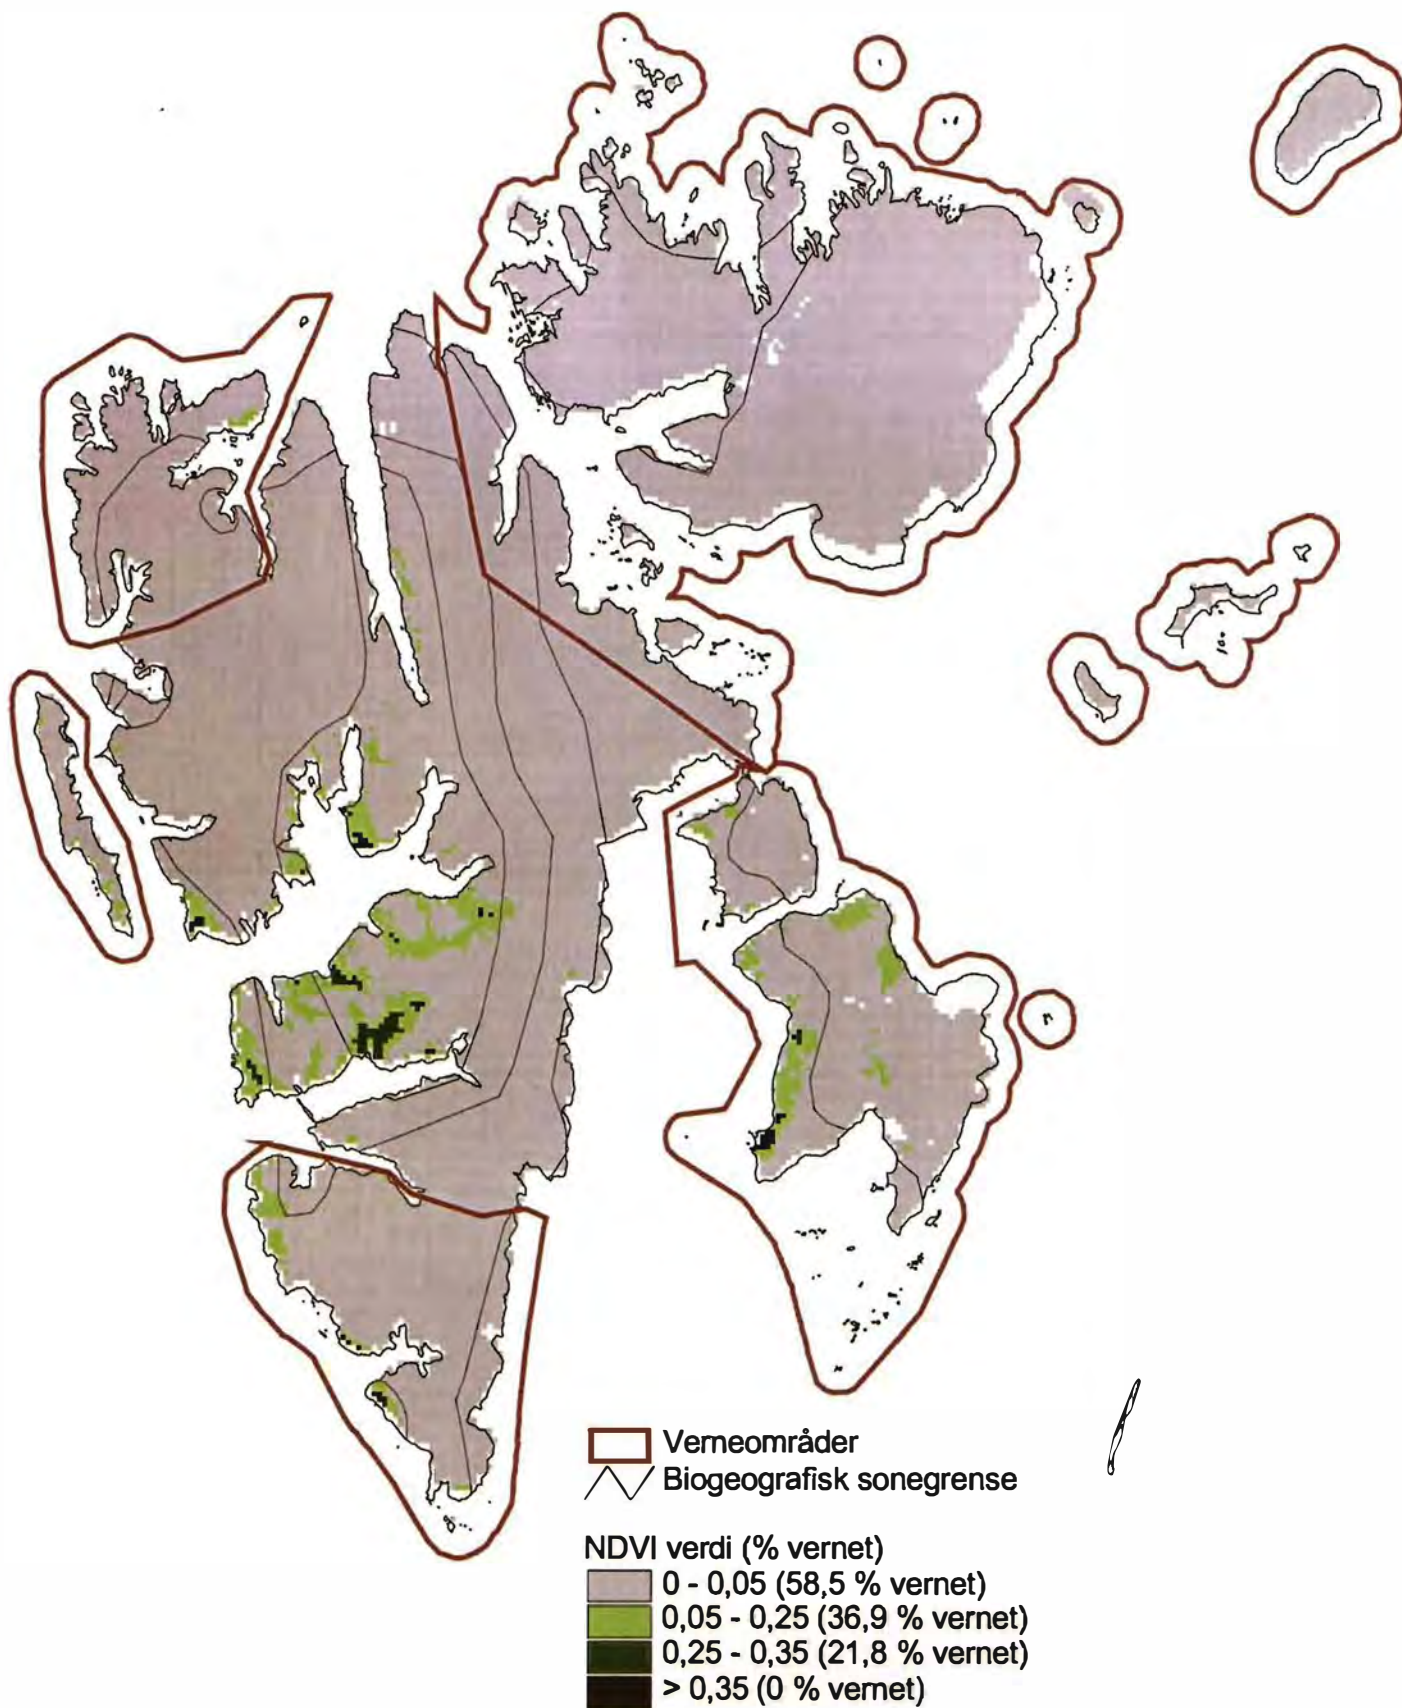 Verneområder
Biogeografisk sonegrense
NDVI verdi (% vernet)
0 - 0,05 (58,5 % vernet)
0,05 - 0,25 (36,9 % vernet)
0,25 - 0,35 (21,8 % vernet)
> 0,35 (0 % vernet)